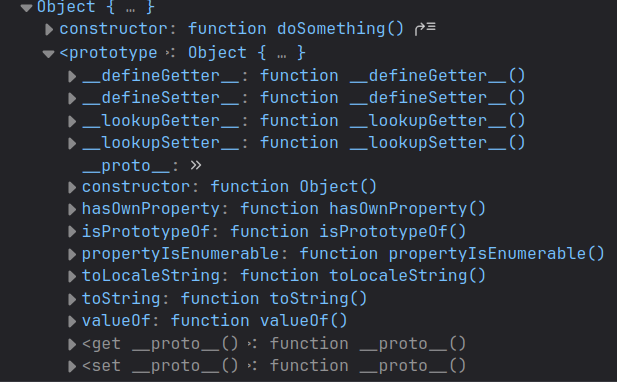 Object { … }
constructor: function doSomething()
<prototype>: Object { … }
__defineGetter__: function __defineGetter__()
__defineSetter__: function __defineSetter__()
__lookupGetter__: function __lookupGetter__()
__lookupSetter__: function __lookupSetter__()
__proto__: »
constructor: function Object()
hasOwnProperty: function hasOwnProperty()
isPrototypeOf: function isPrototypeOf()
propertyIsEnumerable: function propertyIsEnumerable()
toLocaleString: function toLocaleString()
toString: function toString()
valueOf: function valueOf()
<get __proto__()>: function __proto__()
<set __proto__()>: function __proto__()